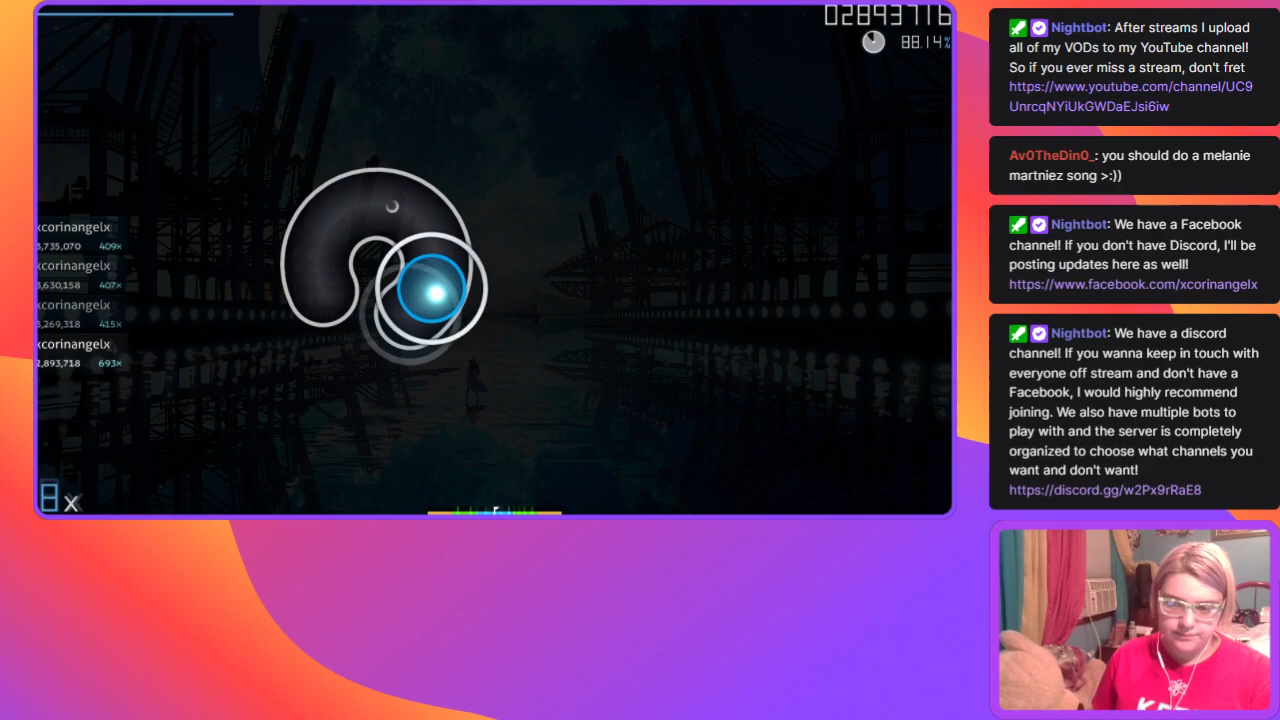 02893716
88.14%
xcorinangelx
3,735,070 409x
xcorinangelx
3,630,158 407x
xcorinangelx
3,269,318 415x
xcorinangelx
2,893,718 693x
8x
Nightbot: After streams I upload
all of my VODs to my YouTube channel!
So if you ever miss a stream, don't fret
https://www.youtube.com/channel/UC9
UnrcqNYiUkGWDaEJsi6iw
Av0TheDin0_: you should do a melanie
martniez song >:))
Nightbot: We have a Facebook
channel! If you don't have Discord, I'll be
posting updates here as well!
https://www.facebook.com/xcorinangelx
Nightbot: We have a discord
channel! If you wanna keep in touch with
everyone off stream and don't have a
Facebook, I would highly recommend
joining. We also have multiple bots to
play with and the server is completely
organized to choose what channels you
want and don't want!
https://discord.gg/w2Px9rRaE8